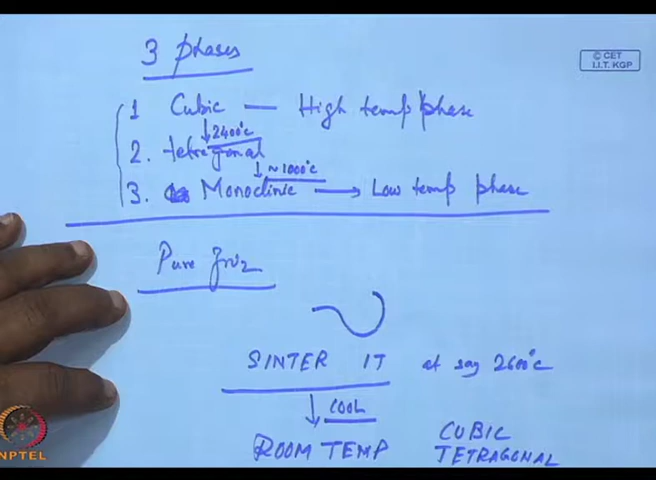 3 phases
© CET
I.I.T. KGP
1 Cubic — High temp phase
↓ 2400°C
2. tetragonal
↓ ~1000°C
3. Monoclinic → Low temp phase
Pure ZrO2
SINTER IT at say 2600°C
↓ COOL
ROOM TEMP CUBIC
TETRAGONAL
NPTEL